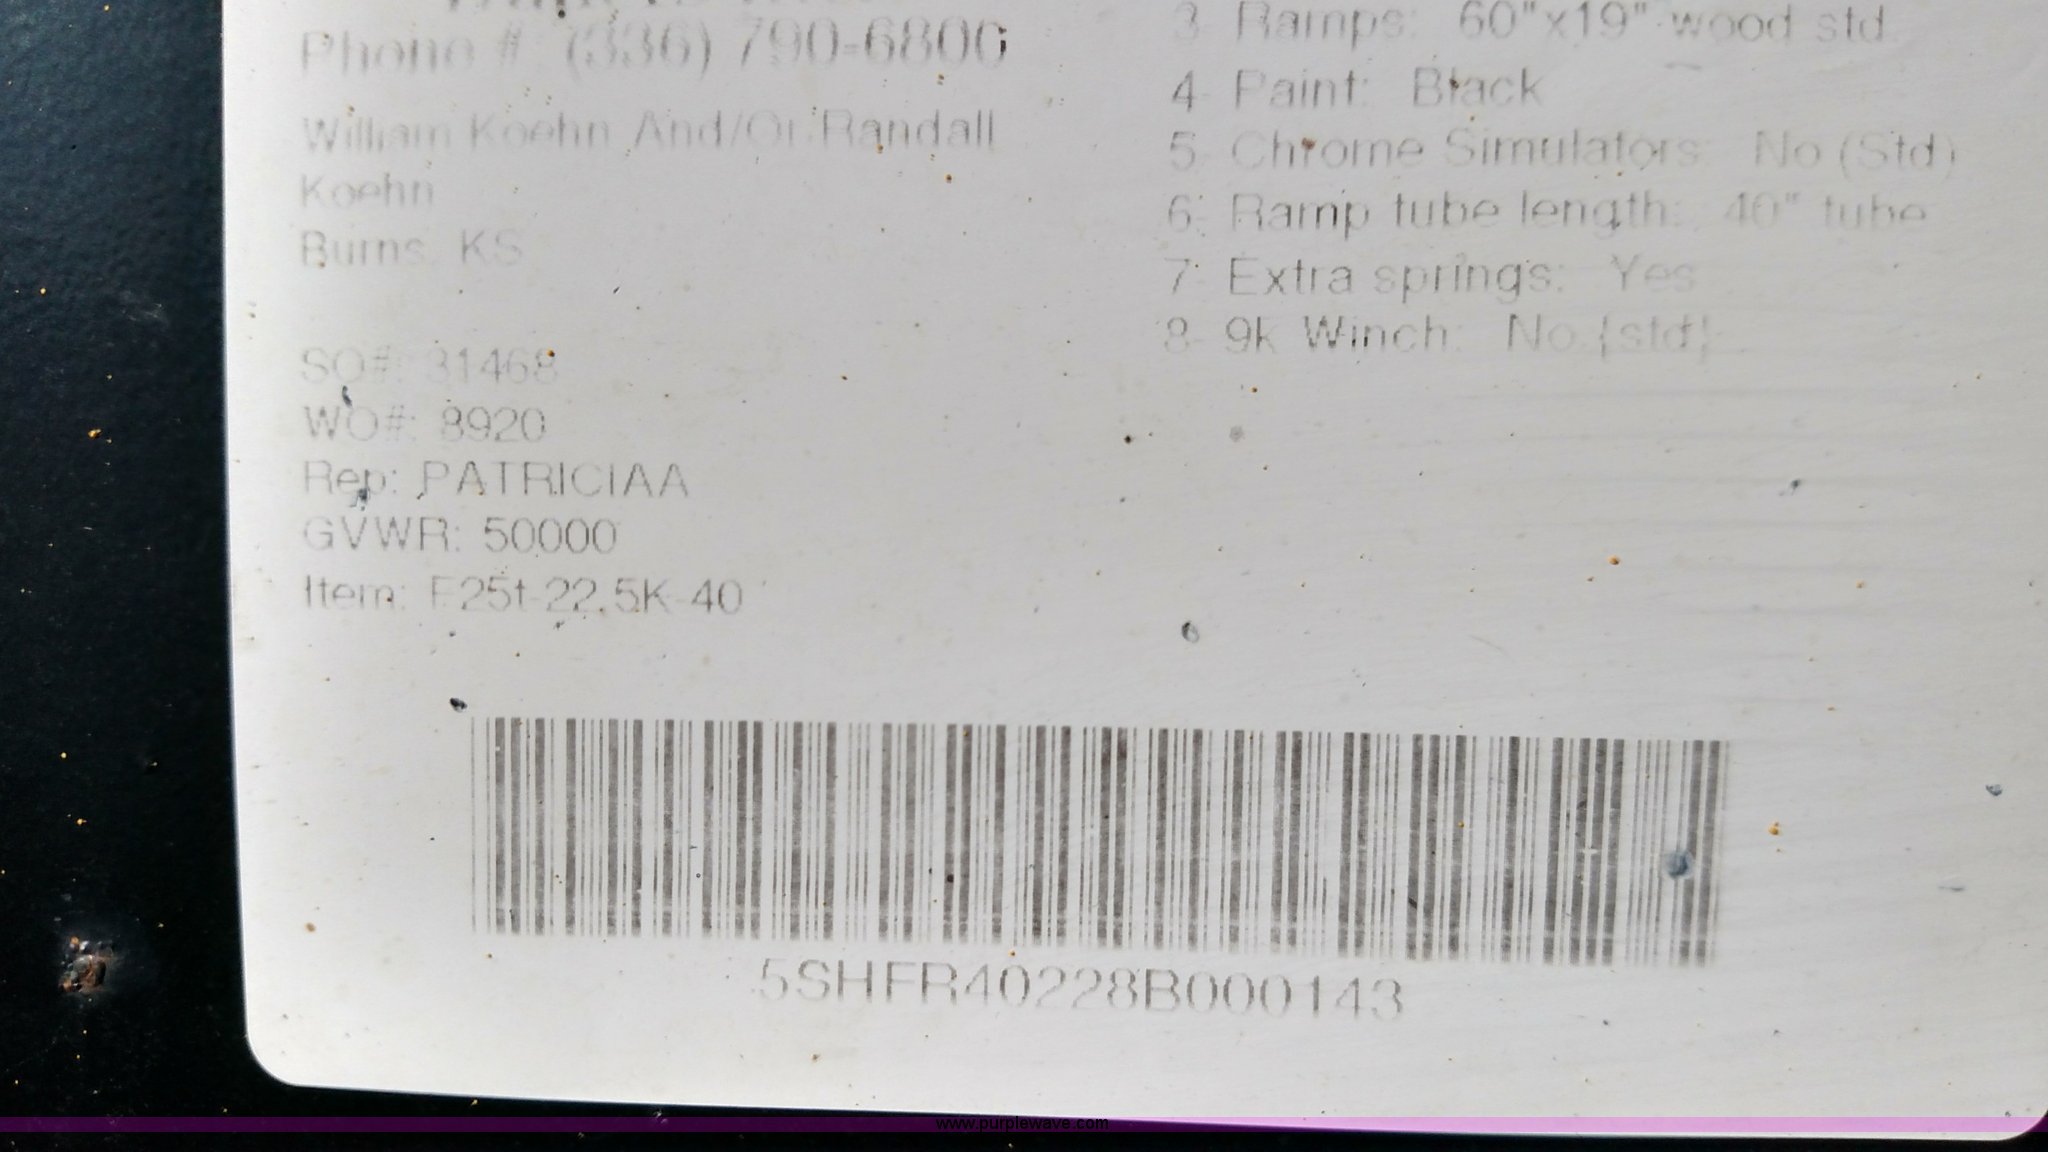 Phone #: (336) 790-6800
William Koehn And/Or Randall
Koehn
Burns, KS
SO#: 31468
WO#: 8920
Rep: PATRICIAA
GVWR: 50000
Item: F25t-22.5K-40
3- Ramps: 60"x19" wood std.
4- Paint: Black
5- Chrome Simulators: No (Std)
6- Ramp tube length: 40" tube
7- Extra springs: Yes
8- 9k Winch: No {std}
5SHFR40228B000143
www.purplewave.com